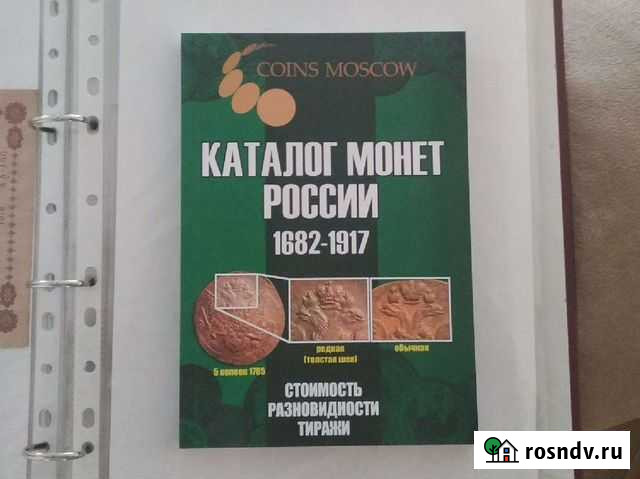 COINS MOSCOW
КАТАЛОГ МОНЕТ
РОССИИ
1682-1917
редкая
(толстая шея)
обычная
5 копеек 1785
СТОИМОСТЬ
РАЗНОВИДНОСТИ
ТИРАЖИ
rosndv.ru